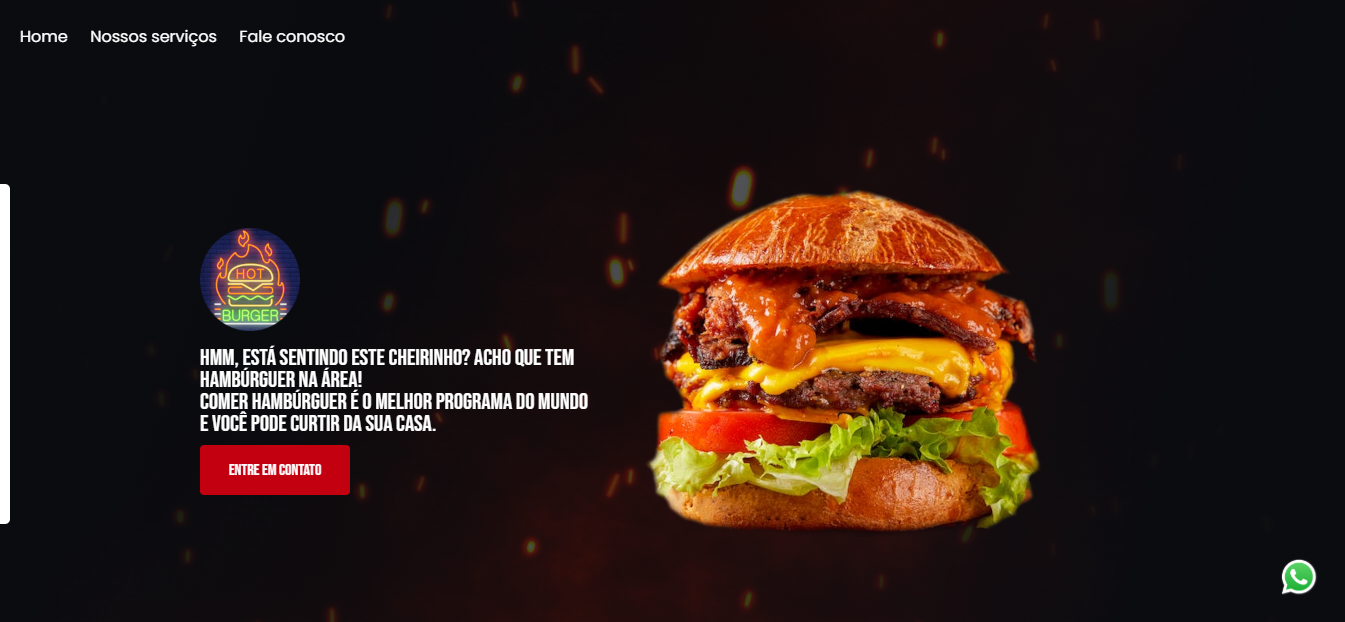 Home Nossos serviços Fale conosco
HOT
BURGER
HMM, ESTÁ SENTINDO ESTE CHEIRINHO? ACHO QUE TEM
HAMBÚRGUER NA ÁREA!
COMER HAMBÚRGUER É O MELHOR PROGRAMA DO MUNDO
E VOCÊ PODE CURTIR DA SUA CASA.
ENTRE EM CONTATO